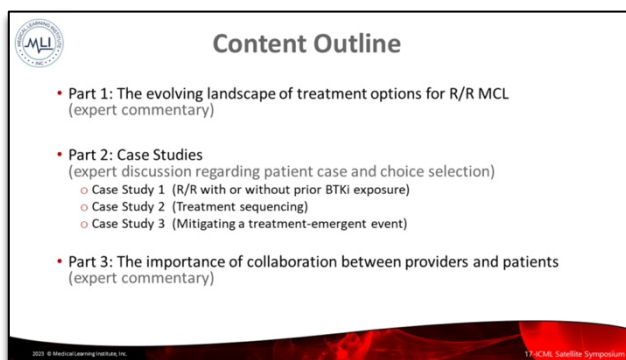 MEDICAL LEARNING INSTITUTE
MLI
INC
Content Outline
• Part 1: The evolving landscape of treatment options for R/R MCL
(expert commentary)
• Part 2: Case Studies
(expert discussion regarding patient case and choice selection)
o Case Study 1 (R/R with or without prior BTKi exposure)
o Case Study 2 (Treatment sequencing)
o Case Study 3 (Mitigating a treatment-emergent event)
• Part 3: The importance of collaboration between providers and patients
(expert commentary)
2023 © Medical Learning Institute, Inc.
17-ICML Satellite Symposium